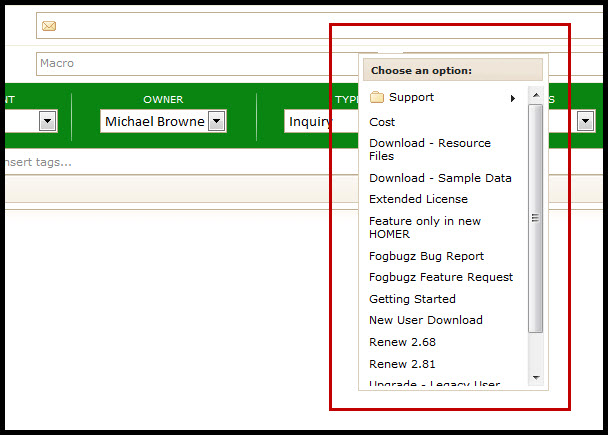 Macro
Choose an option:
Support
NT
OWNER
TYP
S
Michael Browne
Inquiry
Cost
Download - Resource
Files
nsert tags...
Download - Sample Data
Extended License
Feature only in new
HOMER
Fogbugz Bug Report
Fogbugz Feature Request
Getting Started
New User Download
Renew 2.68
Renew 2.81
Upgrade - Legacy User